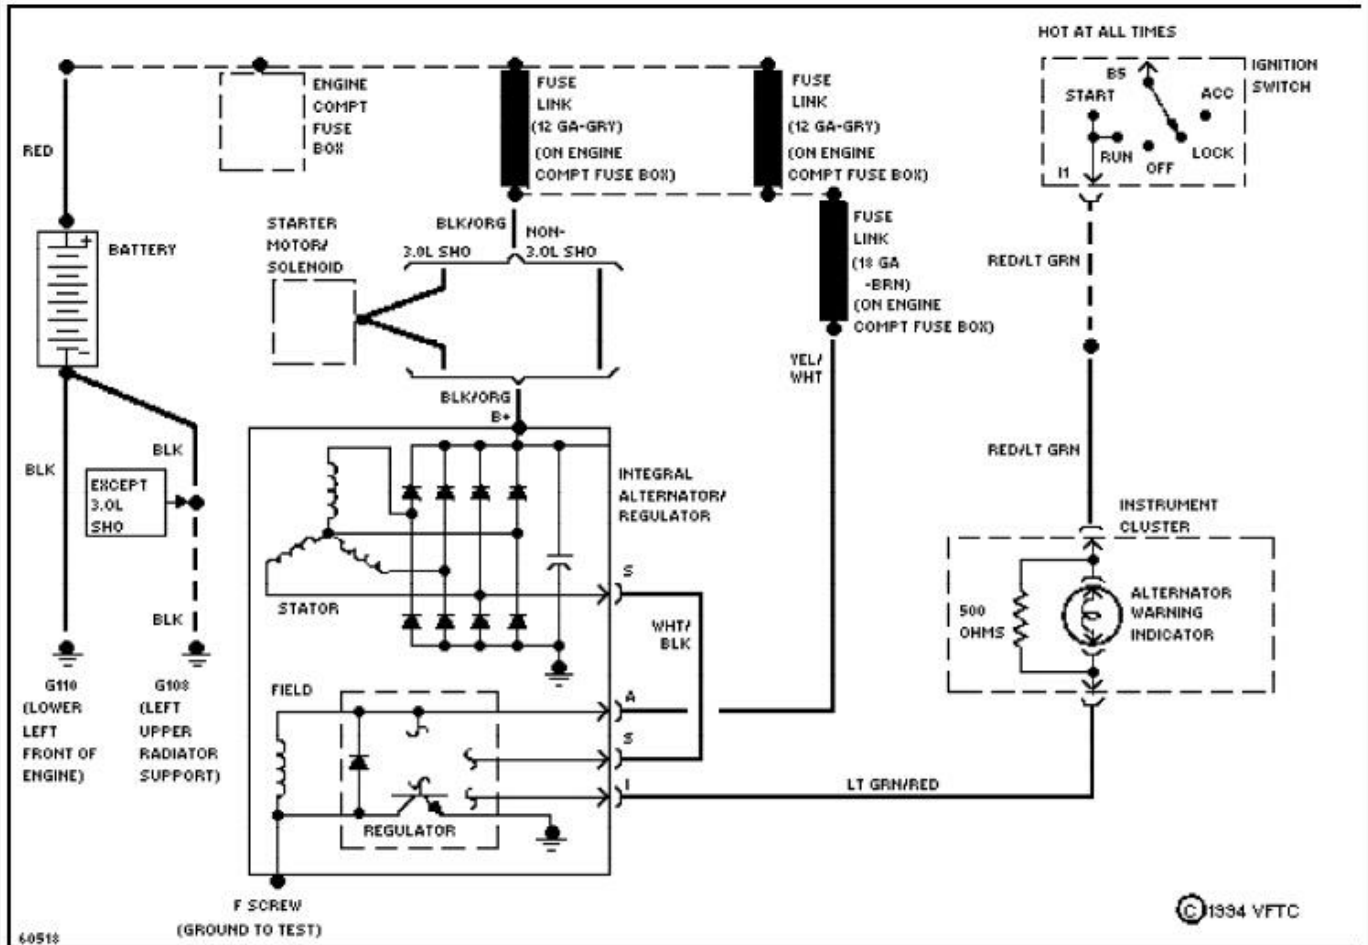 HOT AT ALL TIMES
IGNITION
SWITCH
B5
START
ACC
RUN
OFF
LOCK
I1
ENGINE
COMPT
FUSE
BOX
FUSE
LINK
(12 GA-GRY)
(ON ENGINE
COMPT FUSE BOX)
FUSE
LINK
(12 GA-GRY)
(ON ENGINE
COMPT FUSE BOX)
RED
BATTERY
+
-
STARTER
MOTOR/
SOLENOID
BLK/ORG
3.0L SHO
NON-
3.0L SHO
FUSE
LINK
(18 GA
-BRN)
(ON ENGINE
COMPT FUSE BOX)
RED/LT GRN
YEL/
WHT
BLK/ORG
B+
BLK
BLK
EXCEPT
3.0L
SHO
BLK
INTEGRAL
ALTERNATOR/
REGULATOR
RED/LT GRN
INSTRUMENT
CLUSTER
500
OHMS
ALTERNATOR
WARNING
INDICATOR
STATOR
S
WHT/
BLK
G110
(LOWER
LEFT
FRONT OF
ENGINE)
G108
(LEFT
UPPER
RADIATOR
SUPPORT)
FIELD
A
S
I
LT GRN/RED
REGULATOR
F SCREW
(GROUND TO TEST)
60518
© 1994 VFTC